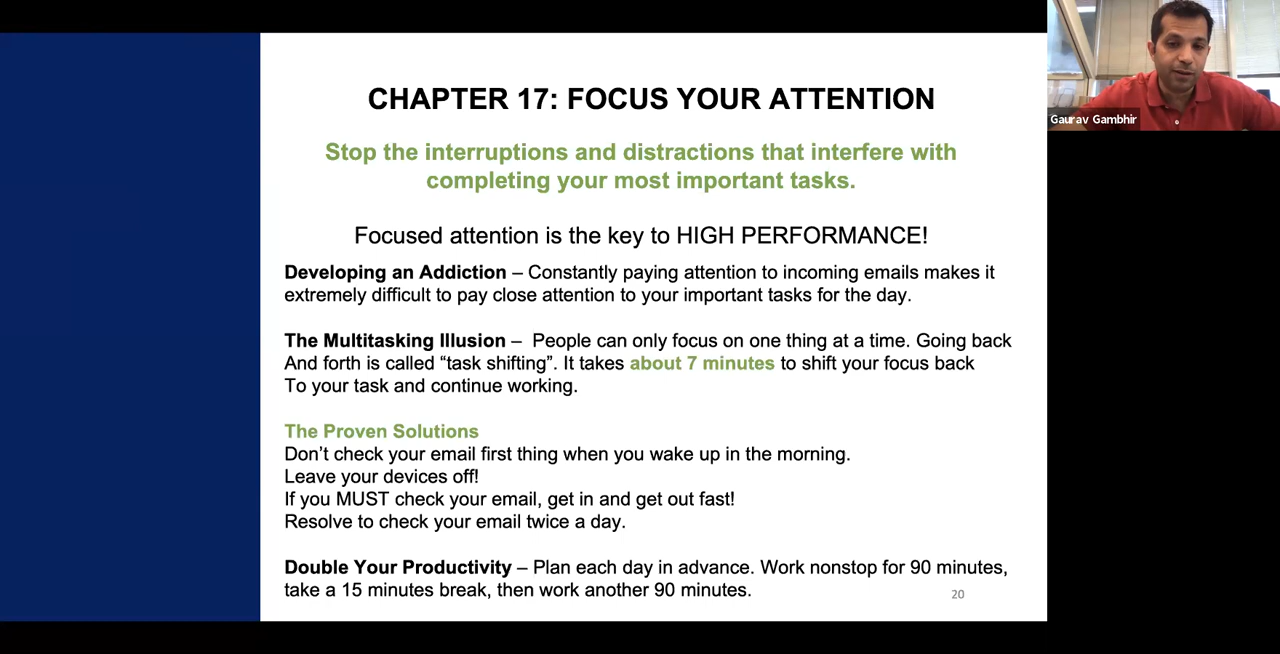 CHAPTER 17: FOCUS YOUR ATTENTION
Stop the interruptions and distractions that interfere with
completing your most important tasks.
Focused attention is the key to HIGH PERFORMANCE!
Developing an Addiction – Constantly paying attention to incoming emails makes it
extremely difficult to pay close attention to your important tasks for the day.
The Multitasking Illusion – People can only focus on one thing at a time. Going back
And forth is called “task shifting”. It takes about 7 minutes to shift your focus back
To your task and continue working.
The Proven Solutions
Don’t check your email first thing when you wake up in the morning.
Leave your devices off!
If you MUST check your email, get in and get out fast!
Resolve to check your email twice a day.
Double Your Productivity – Plan each day in advance. Work nonstop for 90 minutes,
take a 15 minutes break, then work another 90 minutes.
20
Gaurav Gambhir